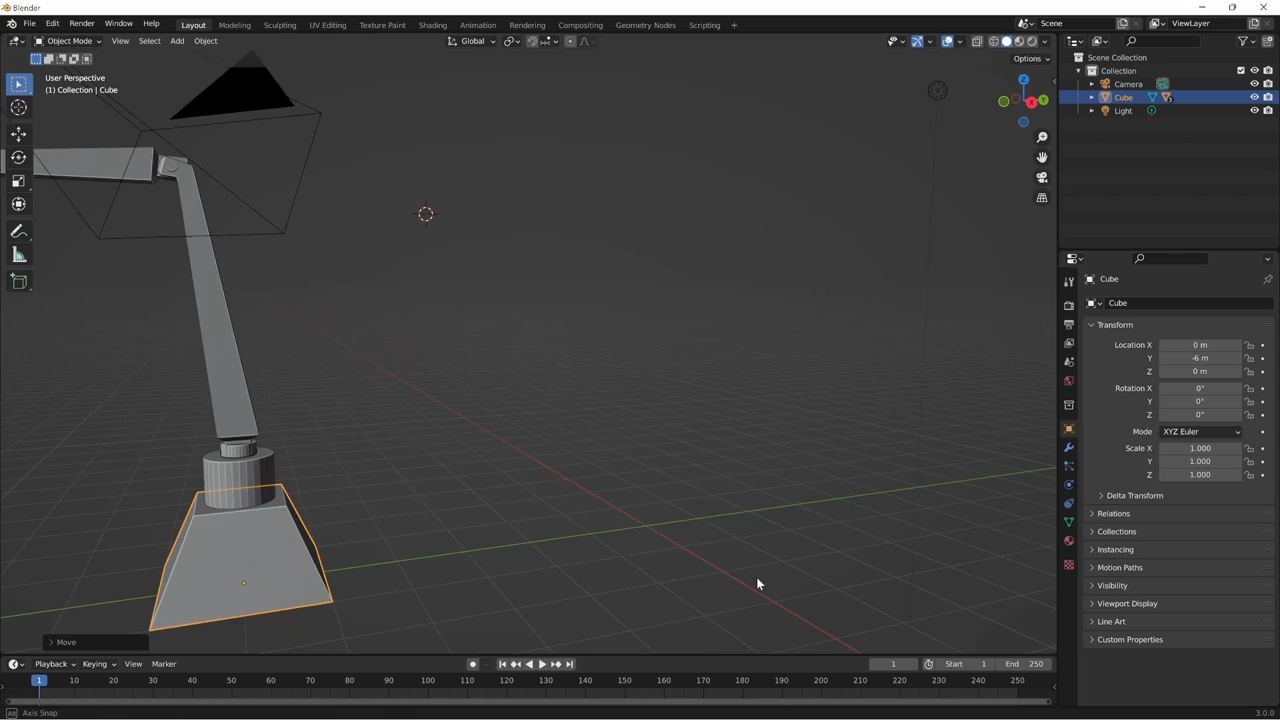 Blender
File Edit Render Window Help Layout Modeling Sculpting UV Editing Texture Paint Shading Animation Rendering Compositing Geometry Nodes Scripting + Scene ViewLayer
Object Mode View Select Add Object Global
Options
User Perspective
(1) Collection | Cube
Z
X
Y
Scene Collection
Collection
Camera
Cube 3
Light
Cube
Cube
Transform
Location X 0 m
Y -6 m
Z 0 m
Rotation X 0°
Y 0°
Z 0°
Mode XYZ Euler
Scale X 1.000
Y 1.000
Z 1.000
Delta Transform
Relations
Collections
Instancing
Motion Paths
Visibility
Viewport Display
Line Art
Custom Properties
Move
Playback Keying View Marker 1 Start 1 End 250
1 10 20 30 40 50 60 70 80 90 100 110 120 130 140 150 160 170 180 190 200 210 220 230 240 250
Alt Axis Snap 3.0.0